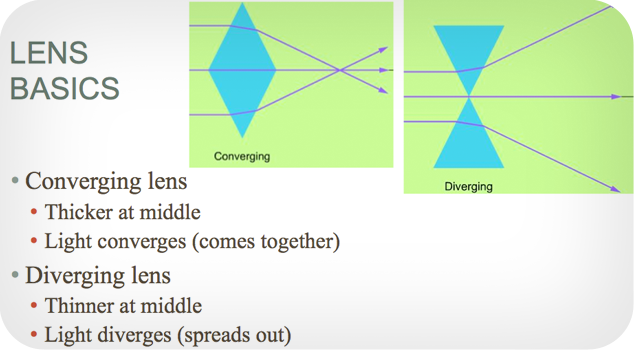 LENS
BASICS
Converging
Diverging
• Converging lens
• Thicker at middle
• Light converges (comes together)
• Diverging lens
• Thinner at middle
• Light diverges (spreads out)